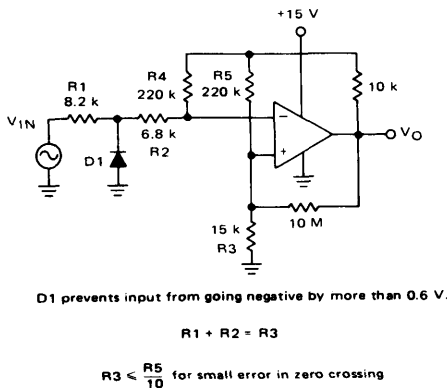 +15 V
R4
220 k
R5
220 k
10 k
R1
8.2 k
VIN
6.8 k
R2
D1
−
+
VO
15 k
R3
10 M
D1 prevents input from going negative by more than 0.6 V.
R1 + R2 = R3
R3 ≤ R5/10 for small error in zero crossing